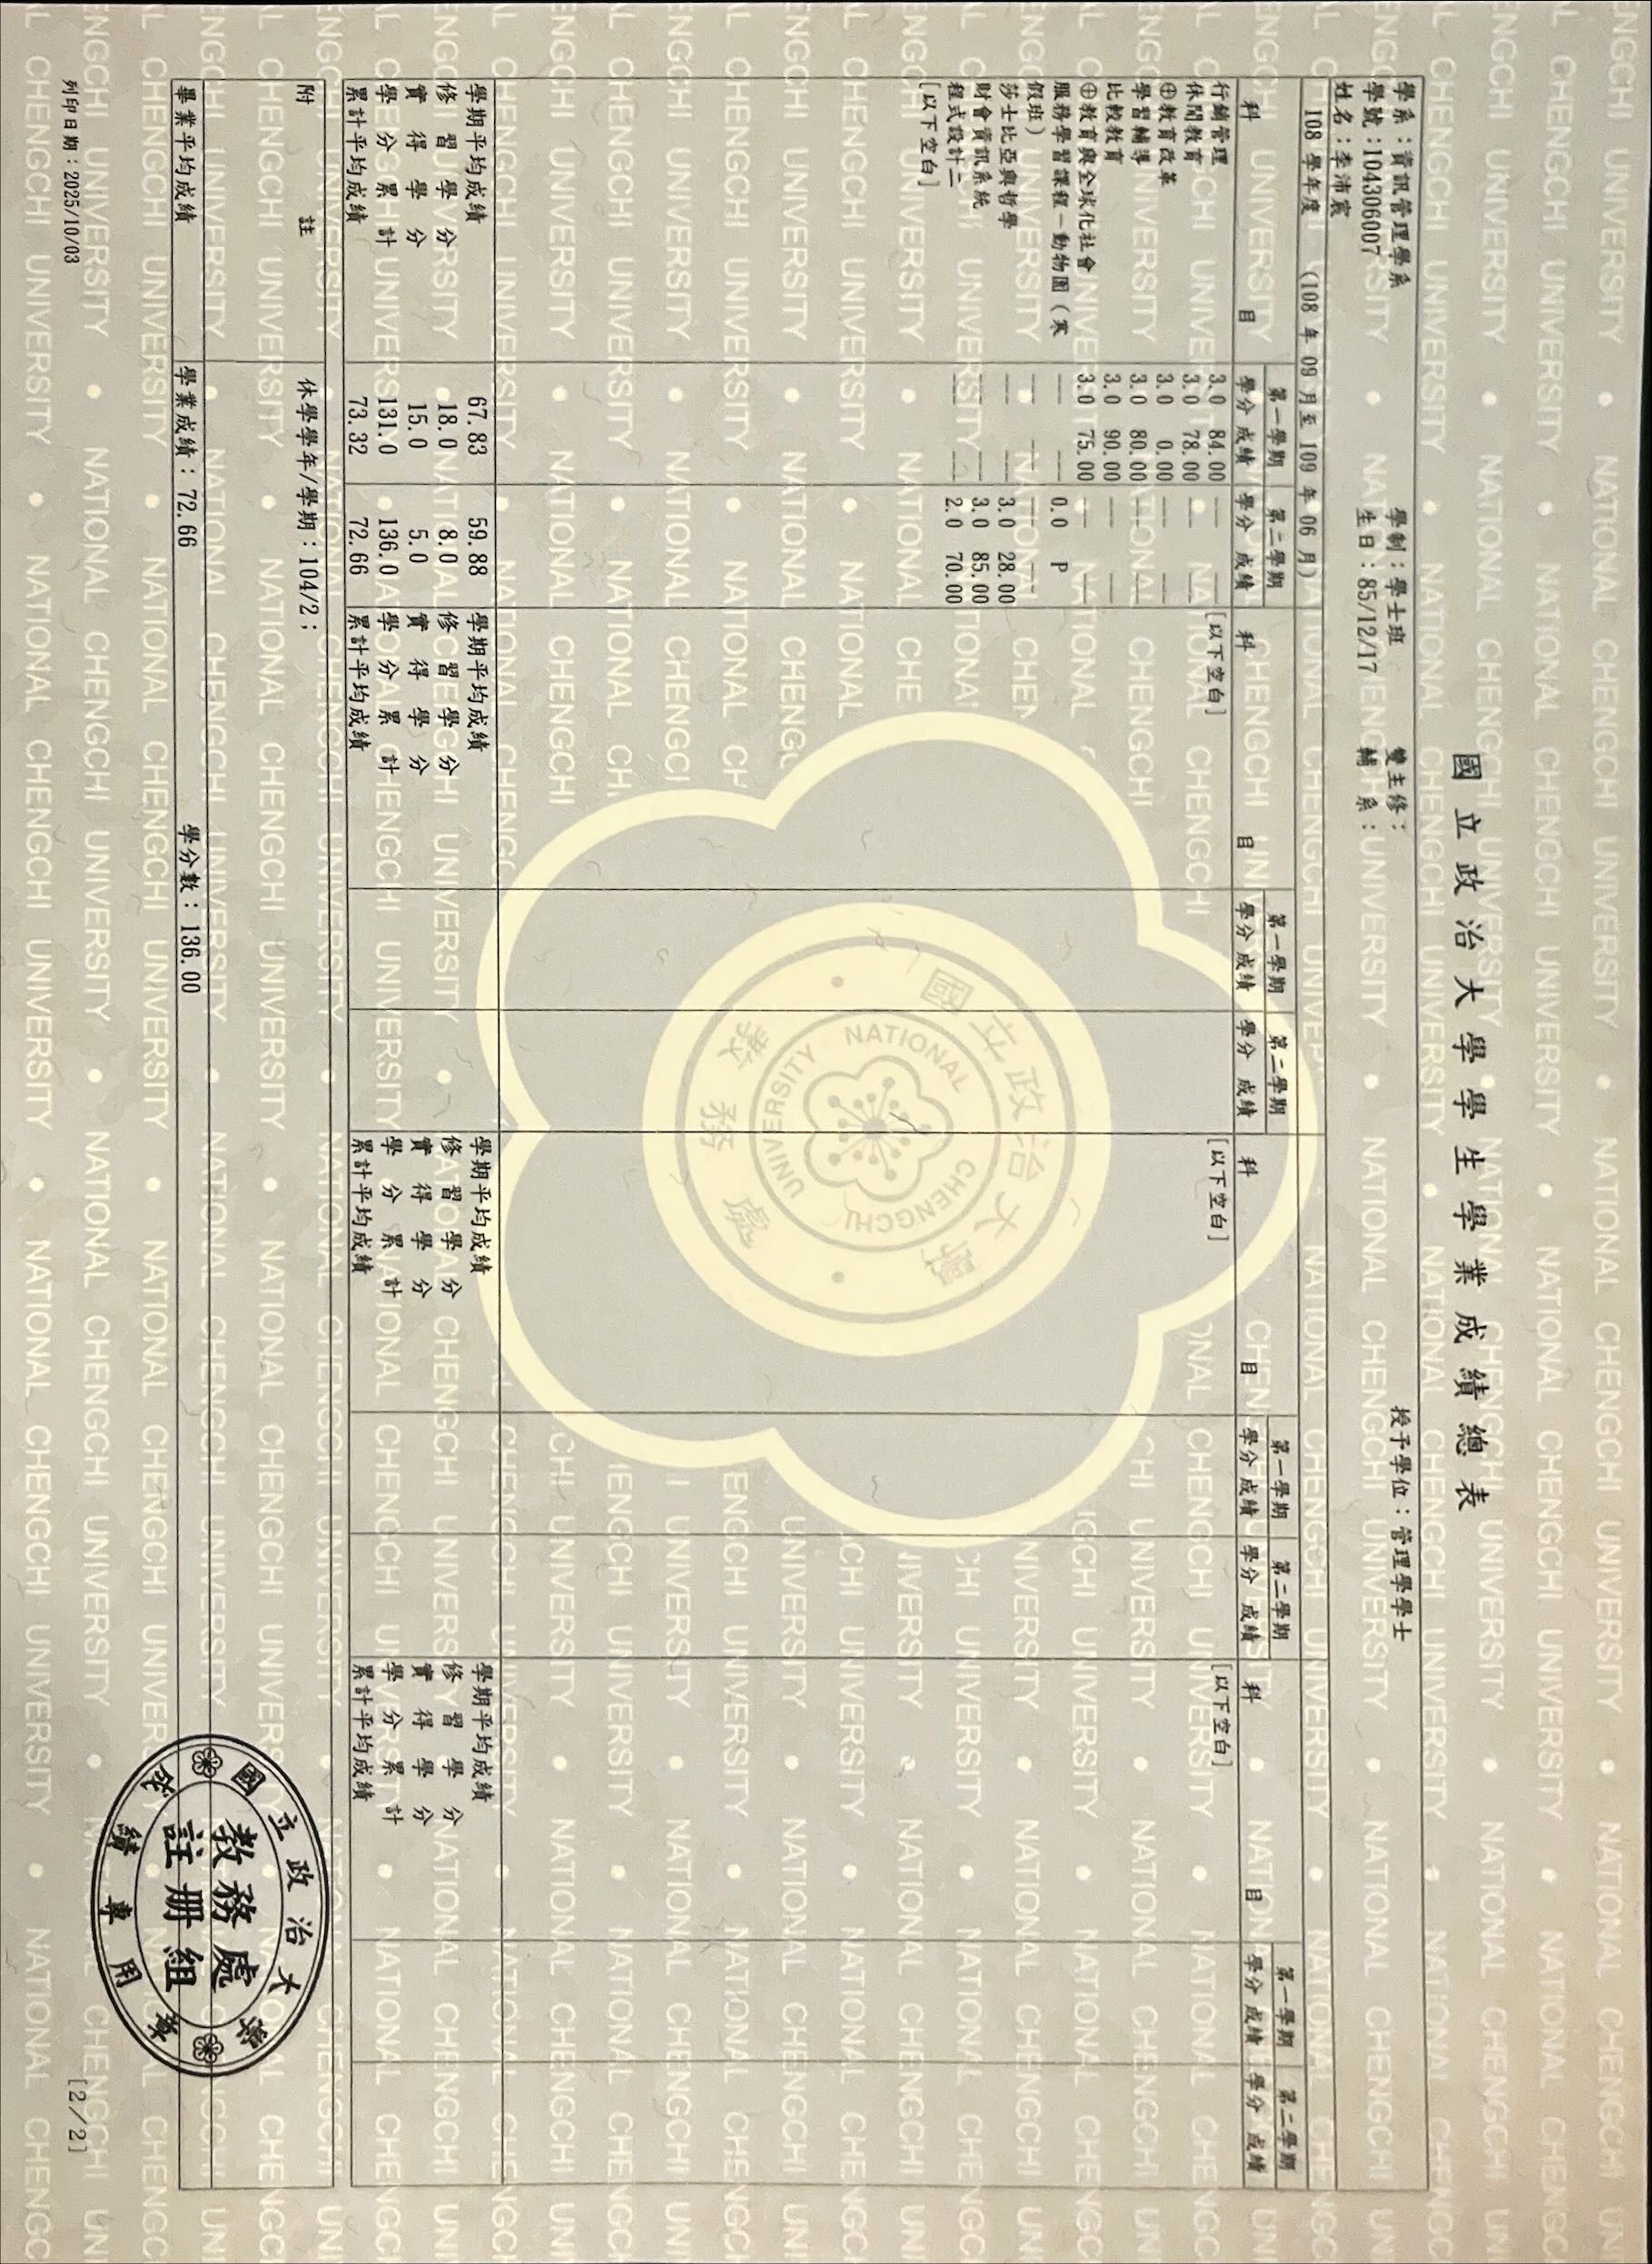 國立政治大學學生學業成績總表
學系：資訊管理學系 學制：學士班 雙主修： 授予學位：管理學學士
學號：104306007 生日：85/12/17 輔 系：
姓名：李沛宸
108 學年度 (108 年 09 月至 109 年 06 月)
科 目 第一學期 第二學期 科 目 第一學期 第二學期 科 目 第一學期 第二學期 科 目 第一學期 第二學期
學分 成績 學分 成績 學分 成績 學分 成績 學分 成績 學分 成績 學分 成績 學分 成績
行銷管理 3.0 84.00 --- --- [以下空白] [以下空白] [以下空白]
休閒教育 3.0 78.00 --- ---
⊕教育改革 3.0 0.00 --- ---
學習輔導 3.0 80.00 --- ---
比較教育 3.0 90.00 --- ---
⊕教育與全球化社會 3.0 75.00 --- ---
服務學習課程－動物園（寒 --- --- 0.0 P
假班） --- --- --- ---
莎士比亞與哲學 --- --- 3.0 28.00
財會資訊系統 --- --- 3.0 85.00
程式設計二 --- --- 2.0 70.00
[以下空白]
學期平均成績 67.83 59.88 學期平均成績 學期平均成績 學期平均成績
修習學分 18.0 8.0 修習學分 修習學分 修習學分
實得學分 15.0 5.0 實得學分 實得學分 實得學分
學分累計 131.0 136.0 學分累計 學分累計 學分累計
累計平均成績 73.32 72.66 累計平均成績 累計平均成績 累計平均成績
附 註 休學學年/學期：104/2；
畢業平均成績 學業成績：72.66 學分數：136.00
列印日期：2025/10/03
[2/2]
國立政治大學
教務處
註冊組
成績專用章
國立政治大學
教務處
NATIONAL CHENGCHI UNIVERSITY
NATIONAL CHENGCHI UNIVERSITY • NATIONAL CHENGCHI UNIVERSITY